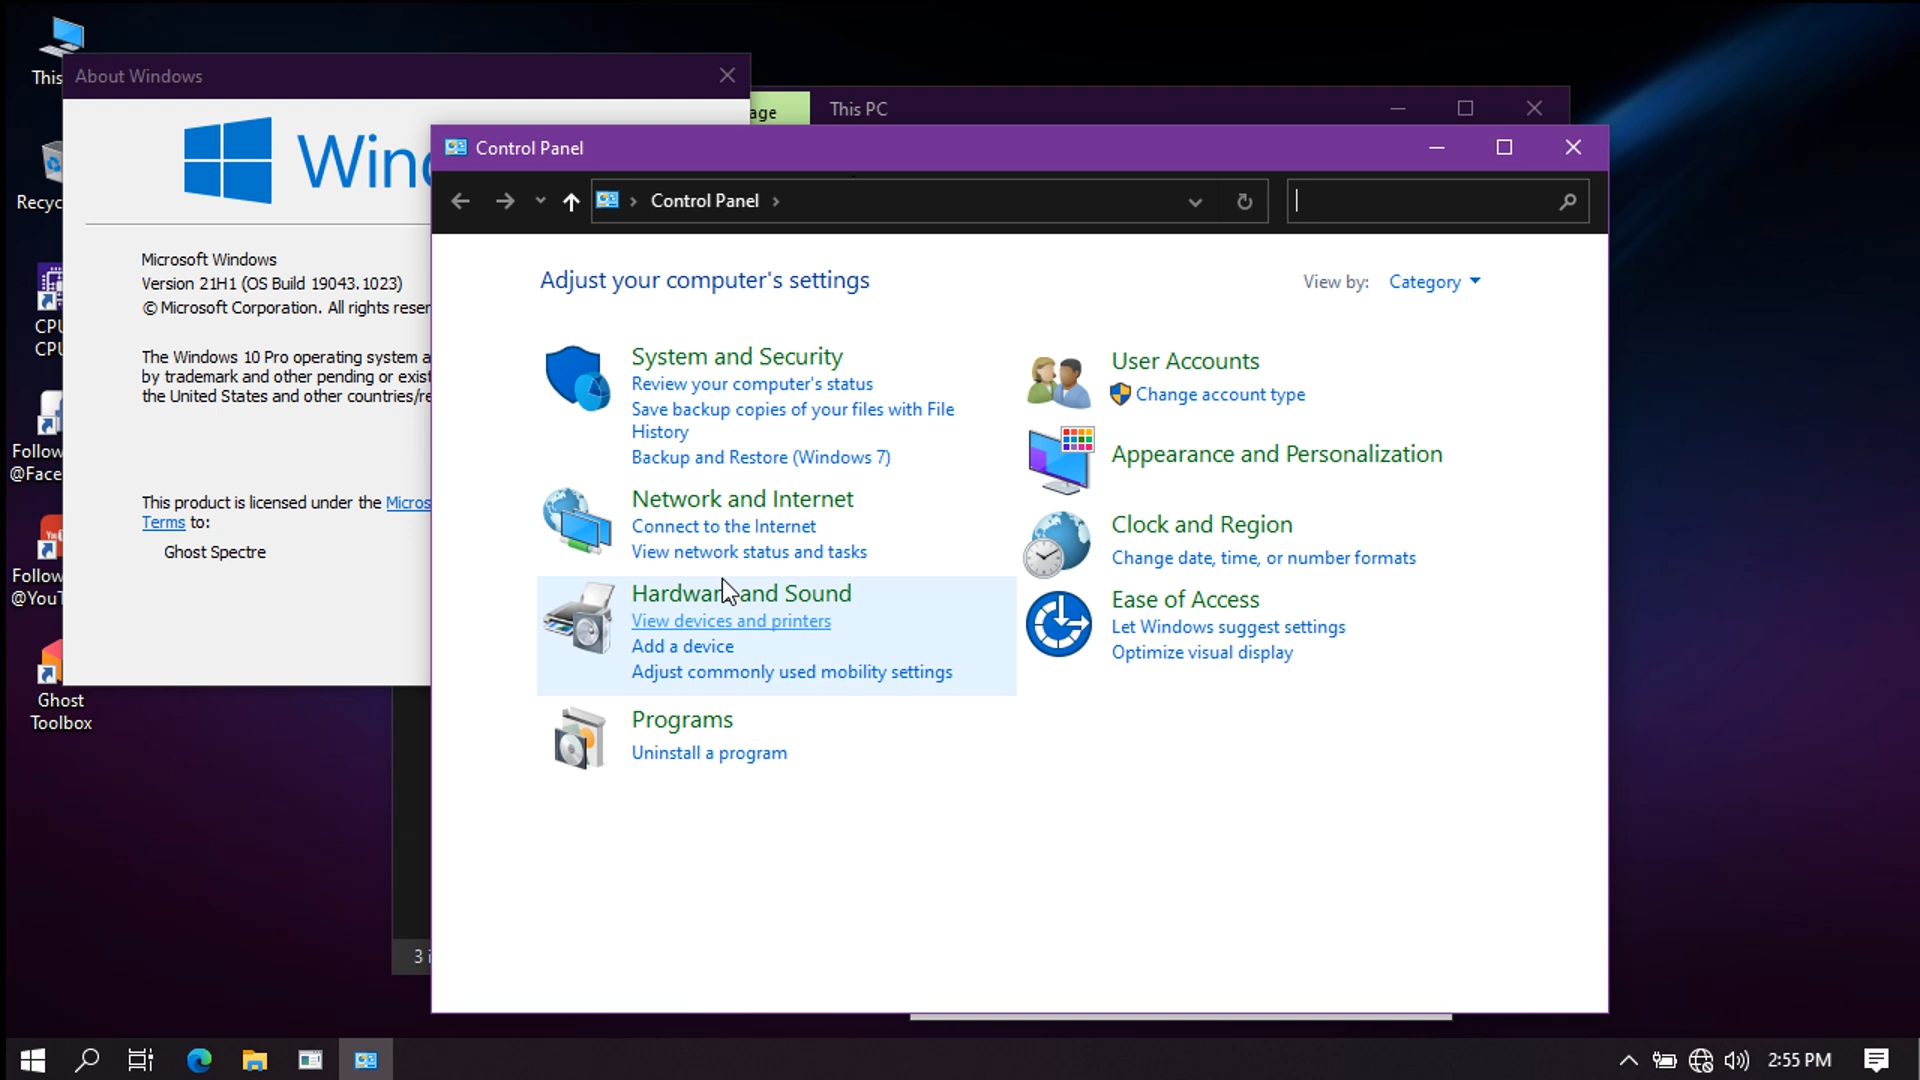 This
Recyc
CPU
CPU
Follow
@Face
Follow
@YouT
Ghost
Toolbox
About Windows
Wind
Microsoft Windows
Version 21H1 (OS Build 19043.1023)
© Microsoft Corporation. All rights reser
The Windows 10 Pro operating system a
by trademark and other pending or exist
the United States and other countries/re
This product is licensed under the Micros
Terms to:
Ghost Spectre
age
This PC
3 i
Control Panel
Control Panel
Adjust your computer's settings
View by: Category
System and Security
Review your computer's status
Save backup copies of your files with File
History
Backup and Restore (Windows 7)
Network and Internet
Connect to the Internet
View network status and tasks
Hardware and Sound
View devices and printers
Add a device
Adjust commonly used mobility settings
Programs
Uninstall a program
User Accounts
Change account type
Appearance and Personalization
Clock and Region
Change date, time, or number formats
Ease of Access
Let Windows suggest settings
Optimize visual display
2:55 PM